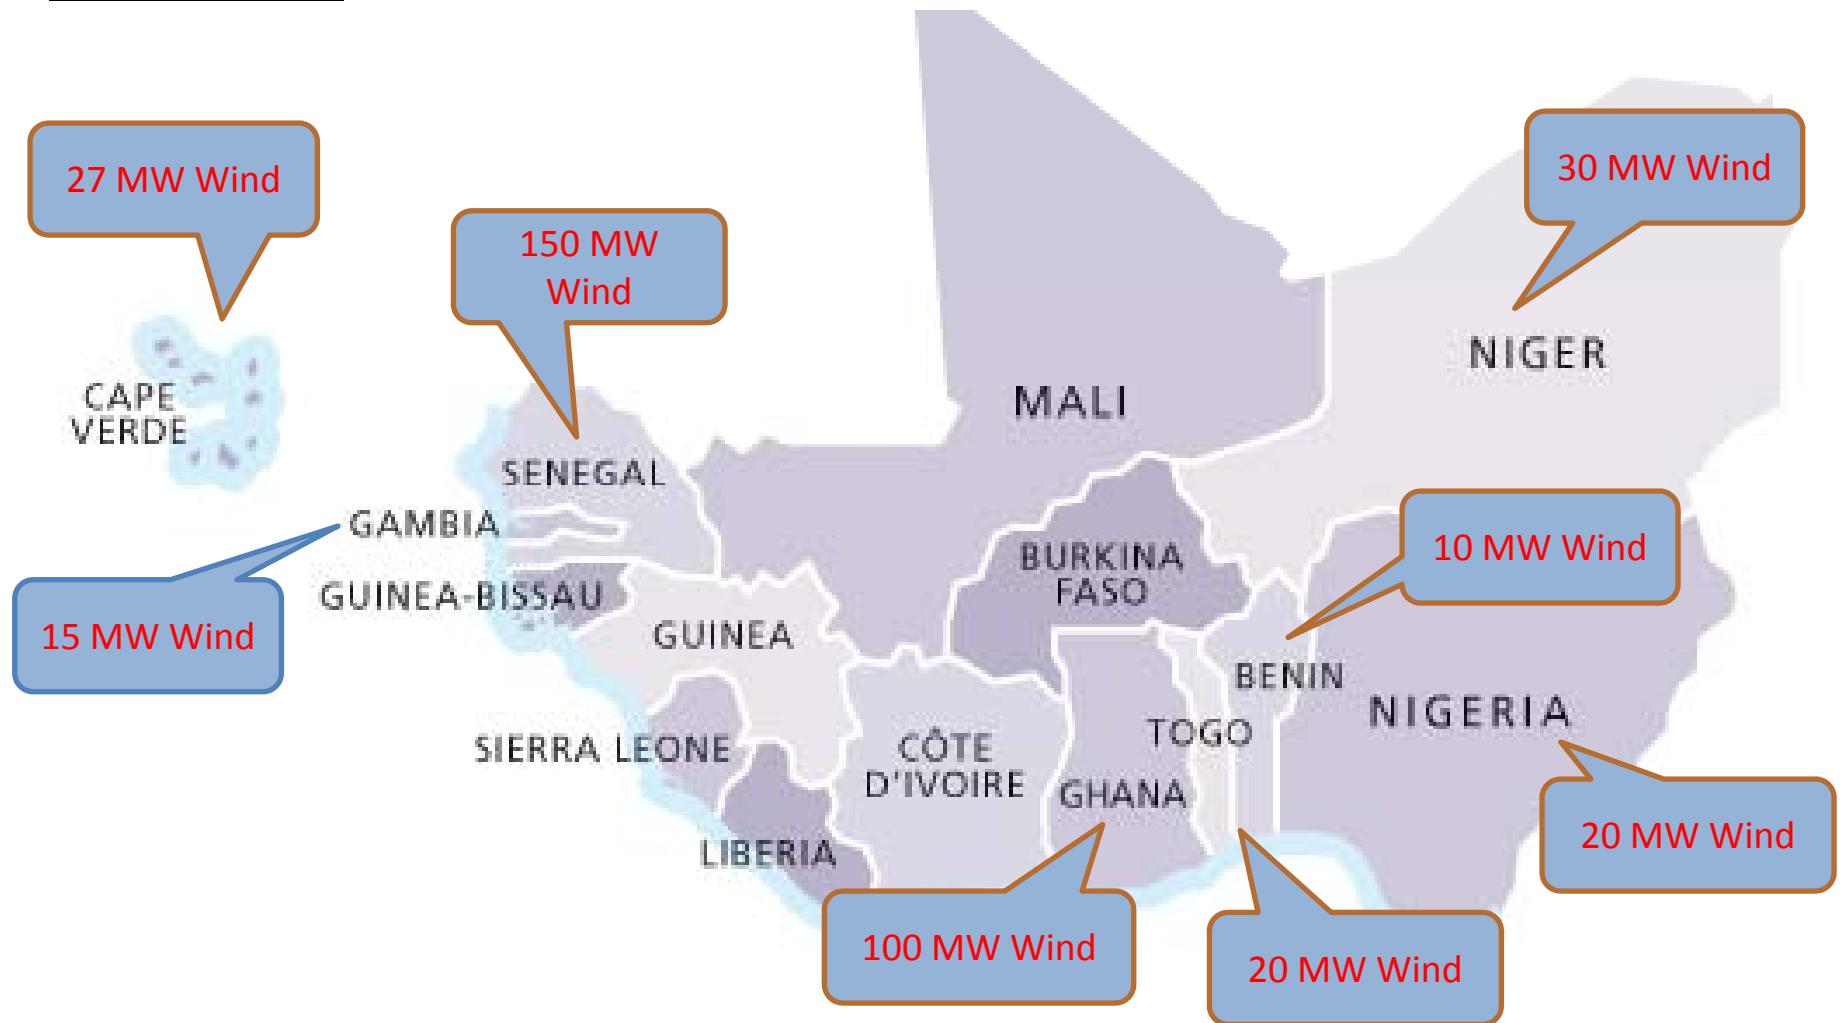 27 MW Wind
30 MW Wind
150 MW
Wind
NIGER
CAPE
VERDE
MALI
SENEGAL
GAMBIA
10 MW Wind
BURKINA
FASO
GUINEA-BISSAU
15 MW Wind
GUINEA
BENIN
NIGERIA
TOGO
SIERRA LEONE
CÔTE
D'IVOIRE
GHANA
20 MW Wind
LIBERIA
100 MW Wind
20 MW Wind